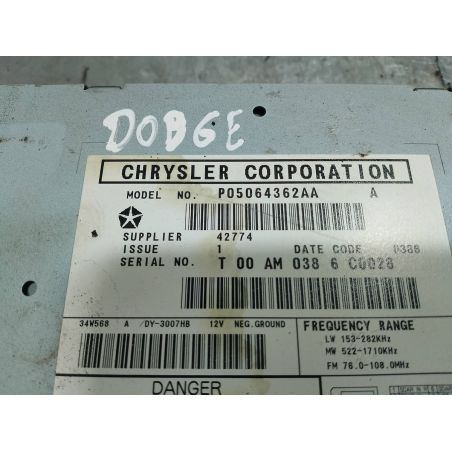 DODGE
CHRYSLER CORPORATION
MODEL NO. P05064362AA A
SUPPLIER 42774
ISSUE 1 DATE CODE 0386
SERIAL NO. T 00 AM 038 6 C0028
34W568 A /DY-3007HB 12V NEG.GROUND
FREQUENCY RANGE
LW 153-282KHz
MW 522-1710KHz
FM 76.0-108.0MHz
DANGER